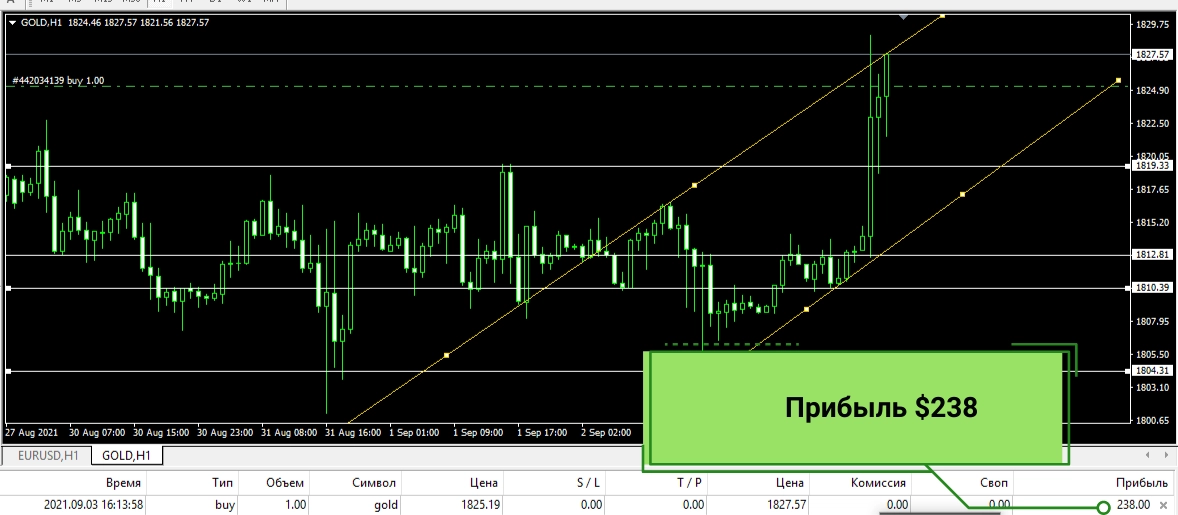 GOLD,H1 1824.46 1827.57 1821.56 1827.57
1829.75
1827.57
#442034139 buy 1.00
1824.90
1822.50
1820.05
1819.33
1817.65
1815.20
1812.81
1810.39
1807.95
1805.50
1804.31
1803.10
1800.65
Прибыль $238
27 Aug 2021 30 Aug 07:00 30 Aug 15:00 30 Aug 23:00 31 Aug 08:00 31 Aug 16:00 1 Sep 01:00 1 Sep 09:00 1 Sep 17:00 2 Sep 02:00
EURUSD,H1 GOLD,H1
Время Тип Объем Символ Цена S / L T / P Цена Комиссия Своп Прибыль
2021.09.03 16:13:58 buy 1.00 gold 1825.19 0.00 0.00 1827.57 0.00 0.00 238.00